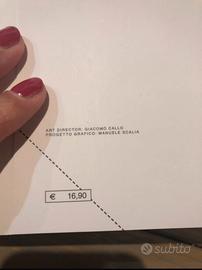 ART DIRECTOR: GIACOMO CALLO
PROGETTO GRAFICO: MANUELE SCALIA
€ 16,90
subito